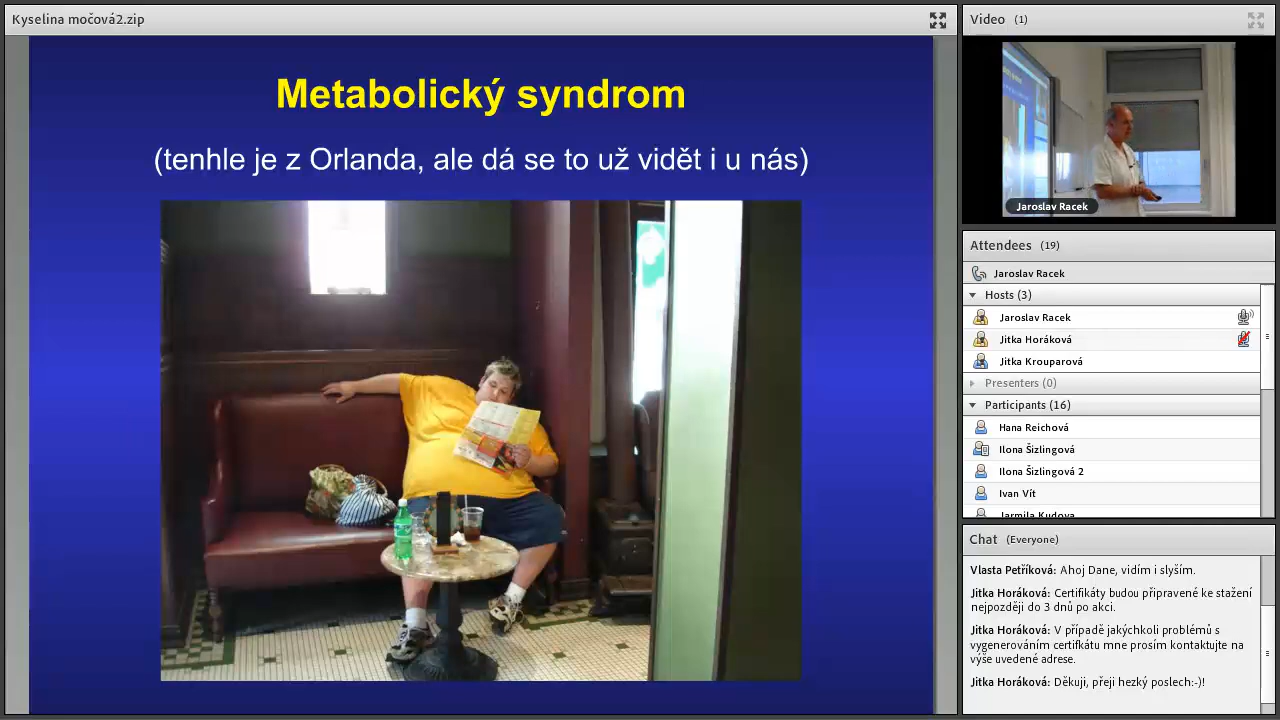 Kyselina močová2.zip
Metabolický syndrom
(tenhle je z Orlanda, ale dá se to už vidět i u nás)
Video (1)
Jaroslav Racek
Attendees (19)
Jaroslav Racek
Hosts (3)
Jaroslav Racek
Jitka Horáková
Jitka Krouparová
Presenters (0)
Participants (16)
Hana Reichová
Ilona Šizlingová
Ilona Šizlingová 2
Ivan Vít
Jarmila Kudova
Chat (Everyone)
Vlasta Petříková: Ahoj Dane, vidím i slyším.
Jitka Horáková: Certifikáty budou připravené ke stažení
nejpozději do 3 dnů po akci.
Jitka Horáková: V případě jakýchkoli problémů s
vygenerováním certifkátu mne prosím kontaktujte na
výše uvedené adrese.
Jitka Horáková: Děkuji, přeji hezký poslech:-)!